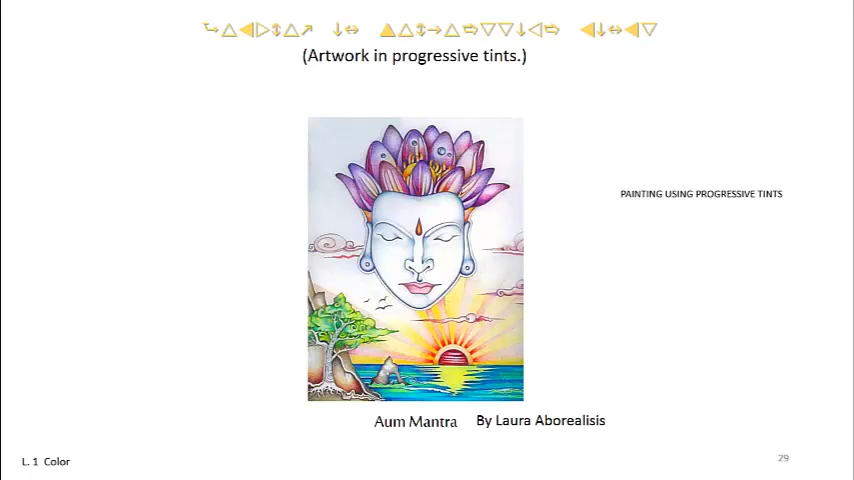 (Artwork in progressive tints.)
PAINTING USING PROGRESSIVE TINTS
Aum Mantra By Laura Aborealisis
L. 1 Color
29